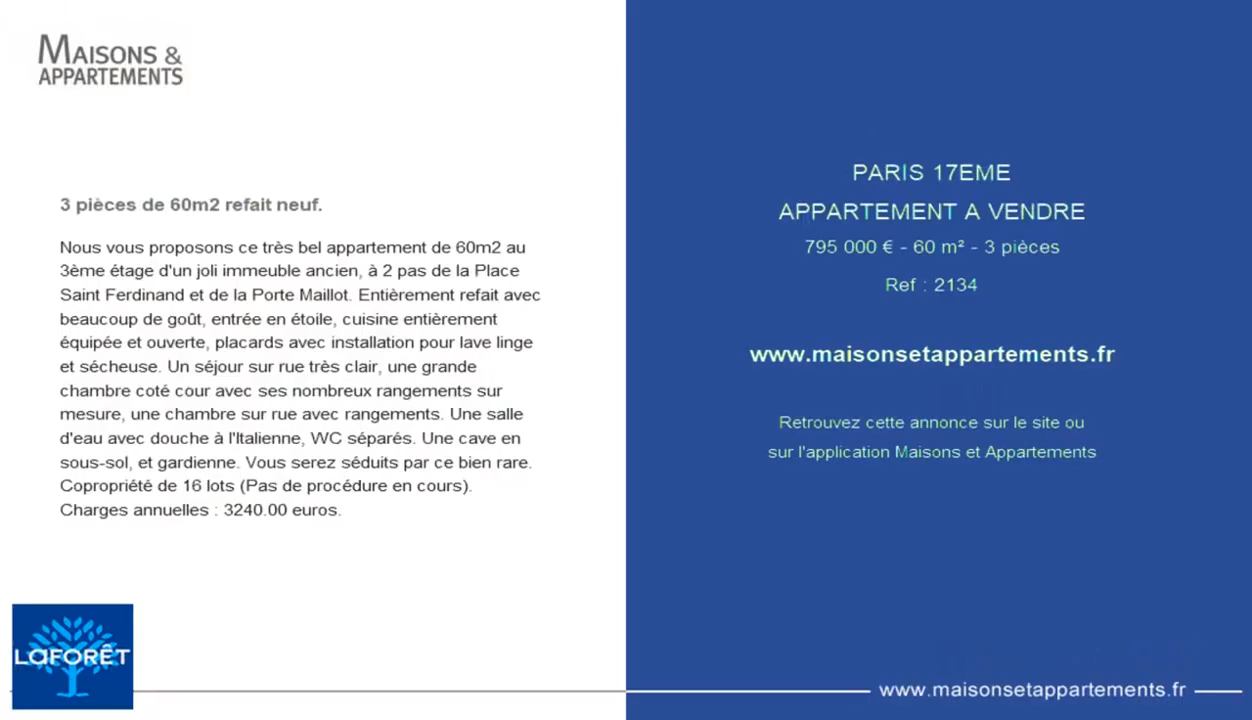 MAISONS &
APPARTEMENTS
3 pièces de 60m2 refait neuf.
Nous vous proposons ce très bel appartement de 60m2 au
3ème étage d'un joli immeuble ancien, à 2 pas de la Place
Saint Ferdinand et de la Porte Maillot. Entièrement refait avec
beaucoup de goût, entrée en étoile, cuisine entièrement
équipée et ouverte, placards avec installation pour lave linge
et sécheuse. Un séjour sur rue très clair, une grande
chambre coté cour avec ses nombreux rangements sur
mesure, une chambre sur rue avec rangements. Une salle
d'eau avec douche à l'Italienne, WC séparés. Une cave en
sous-sol, et gardienne. Vous serez séduits par ce bien rare.
Copropriété de 16 lots (Pas de procédure en cours).
Charges annuelles : 3240.00 euros.
LAFORÊT
PARIS 17EME
APPARTEMENT A VENDRE
795 000 € - 60 m² - 3 pièces
Ref : 2134
www.maisonsetappartements.fr
Retrouvez cette annonce sur le site ou
sur l'application Maisons et Appartements
www.maisonsetappartements.fr